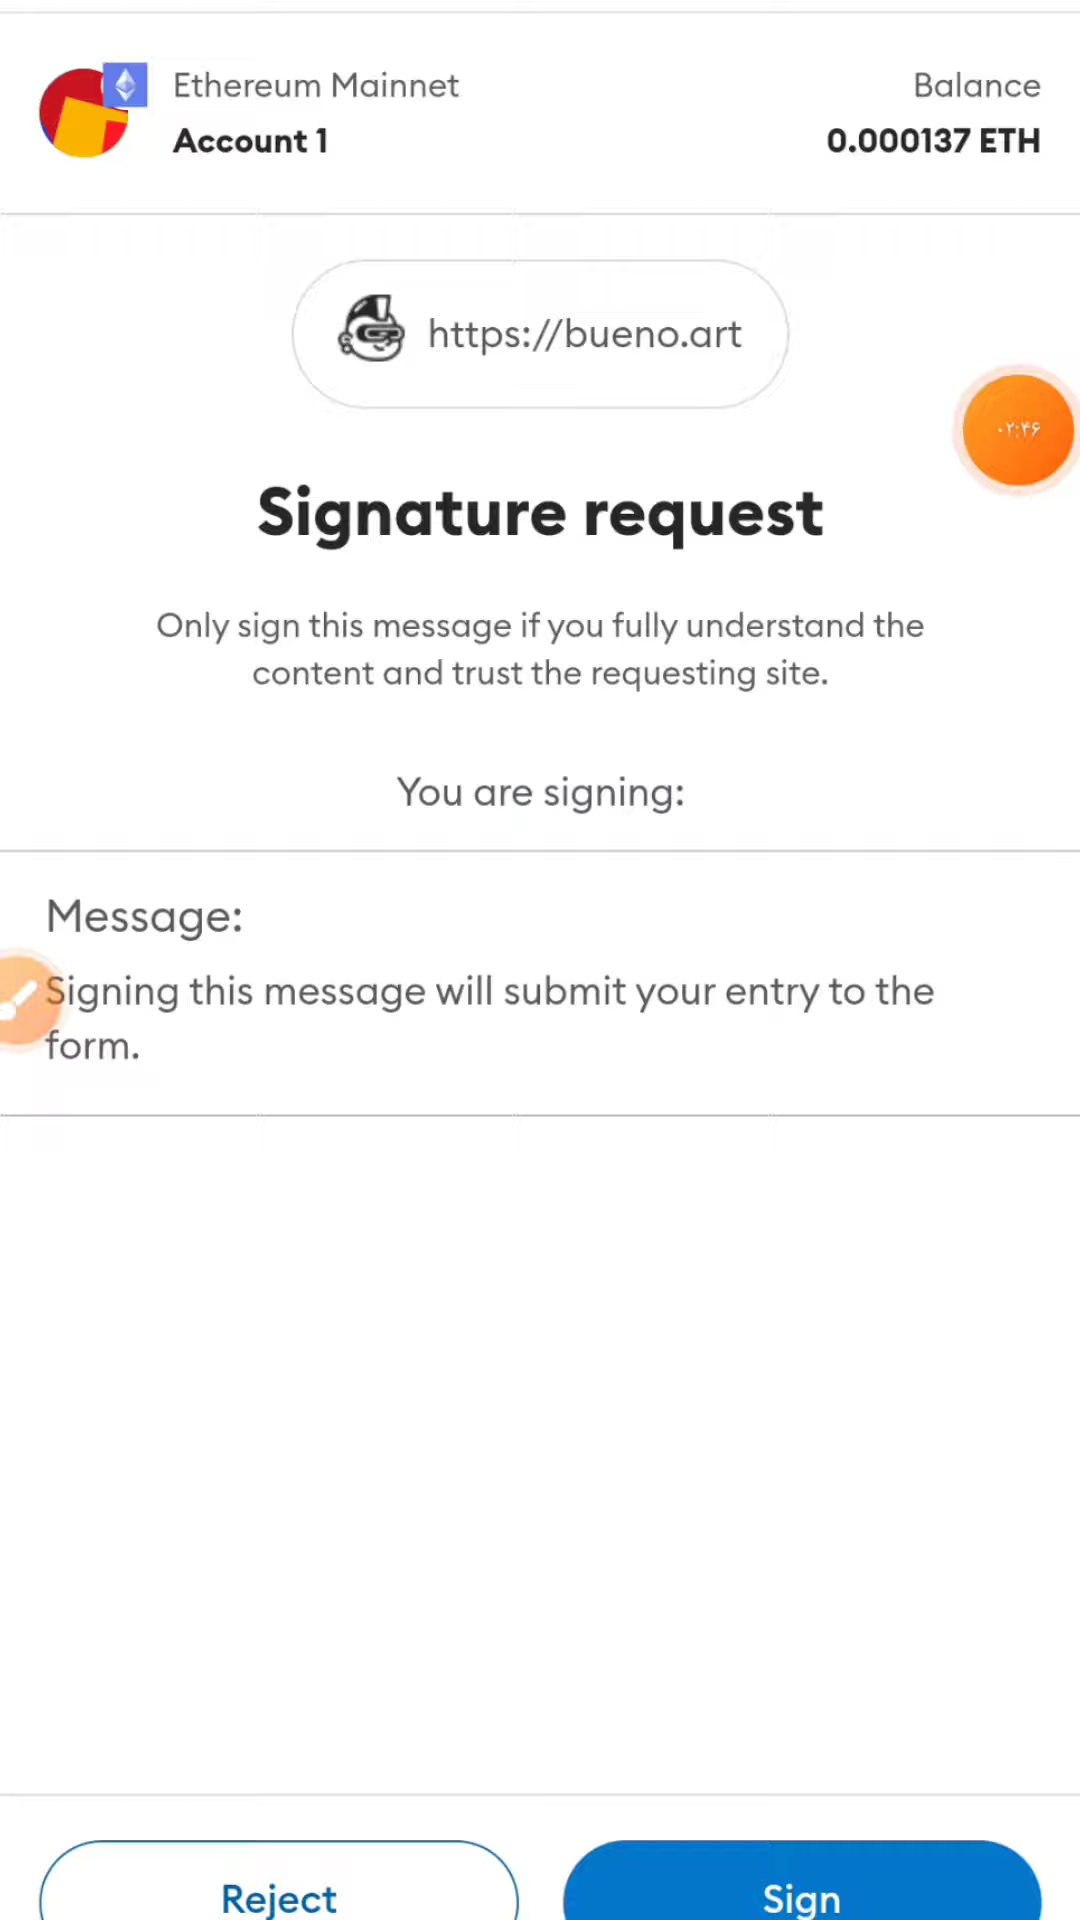 Ethereum Mainnet
Balance
Account 1
0.000137 ETH
https://bueno.art
۰۲:۴۶
Signature request
Only sign this message if you fully understand the
content and trust the requesting site.
You are signing:
Message:
Signing this message will submit your entry to the
form.
Reject
Sign